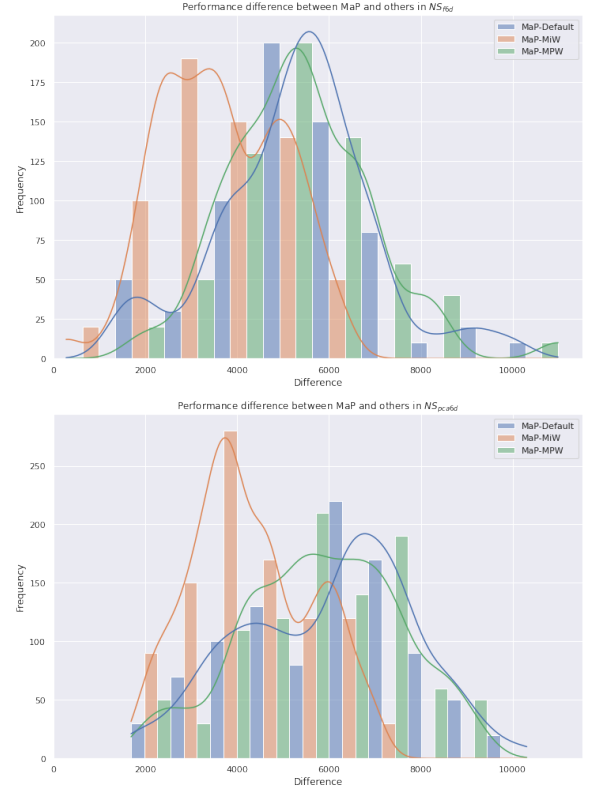 Performance difference between MaP and others in NS_f6d
MaP-Default
MaP-MiW
MaP-MPW
200
175
150
125
100
75
50
25
0
Frequency
0 2000 4000 6000 8000 10000
Difference
Performance difference between MaP and others in NS_pca6d
MaP-Default
MaP-MiW
MaP-MPW
250
200
150
100
50
0
Frequency
0 2000 4000 6000 8000 10000
Difference